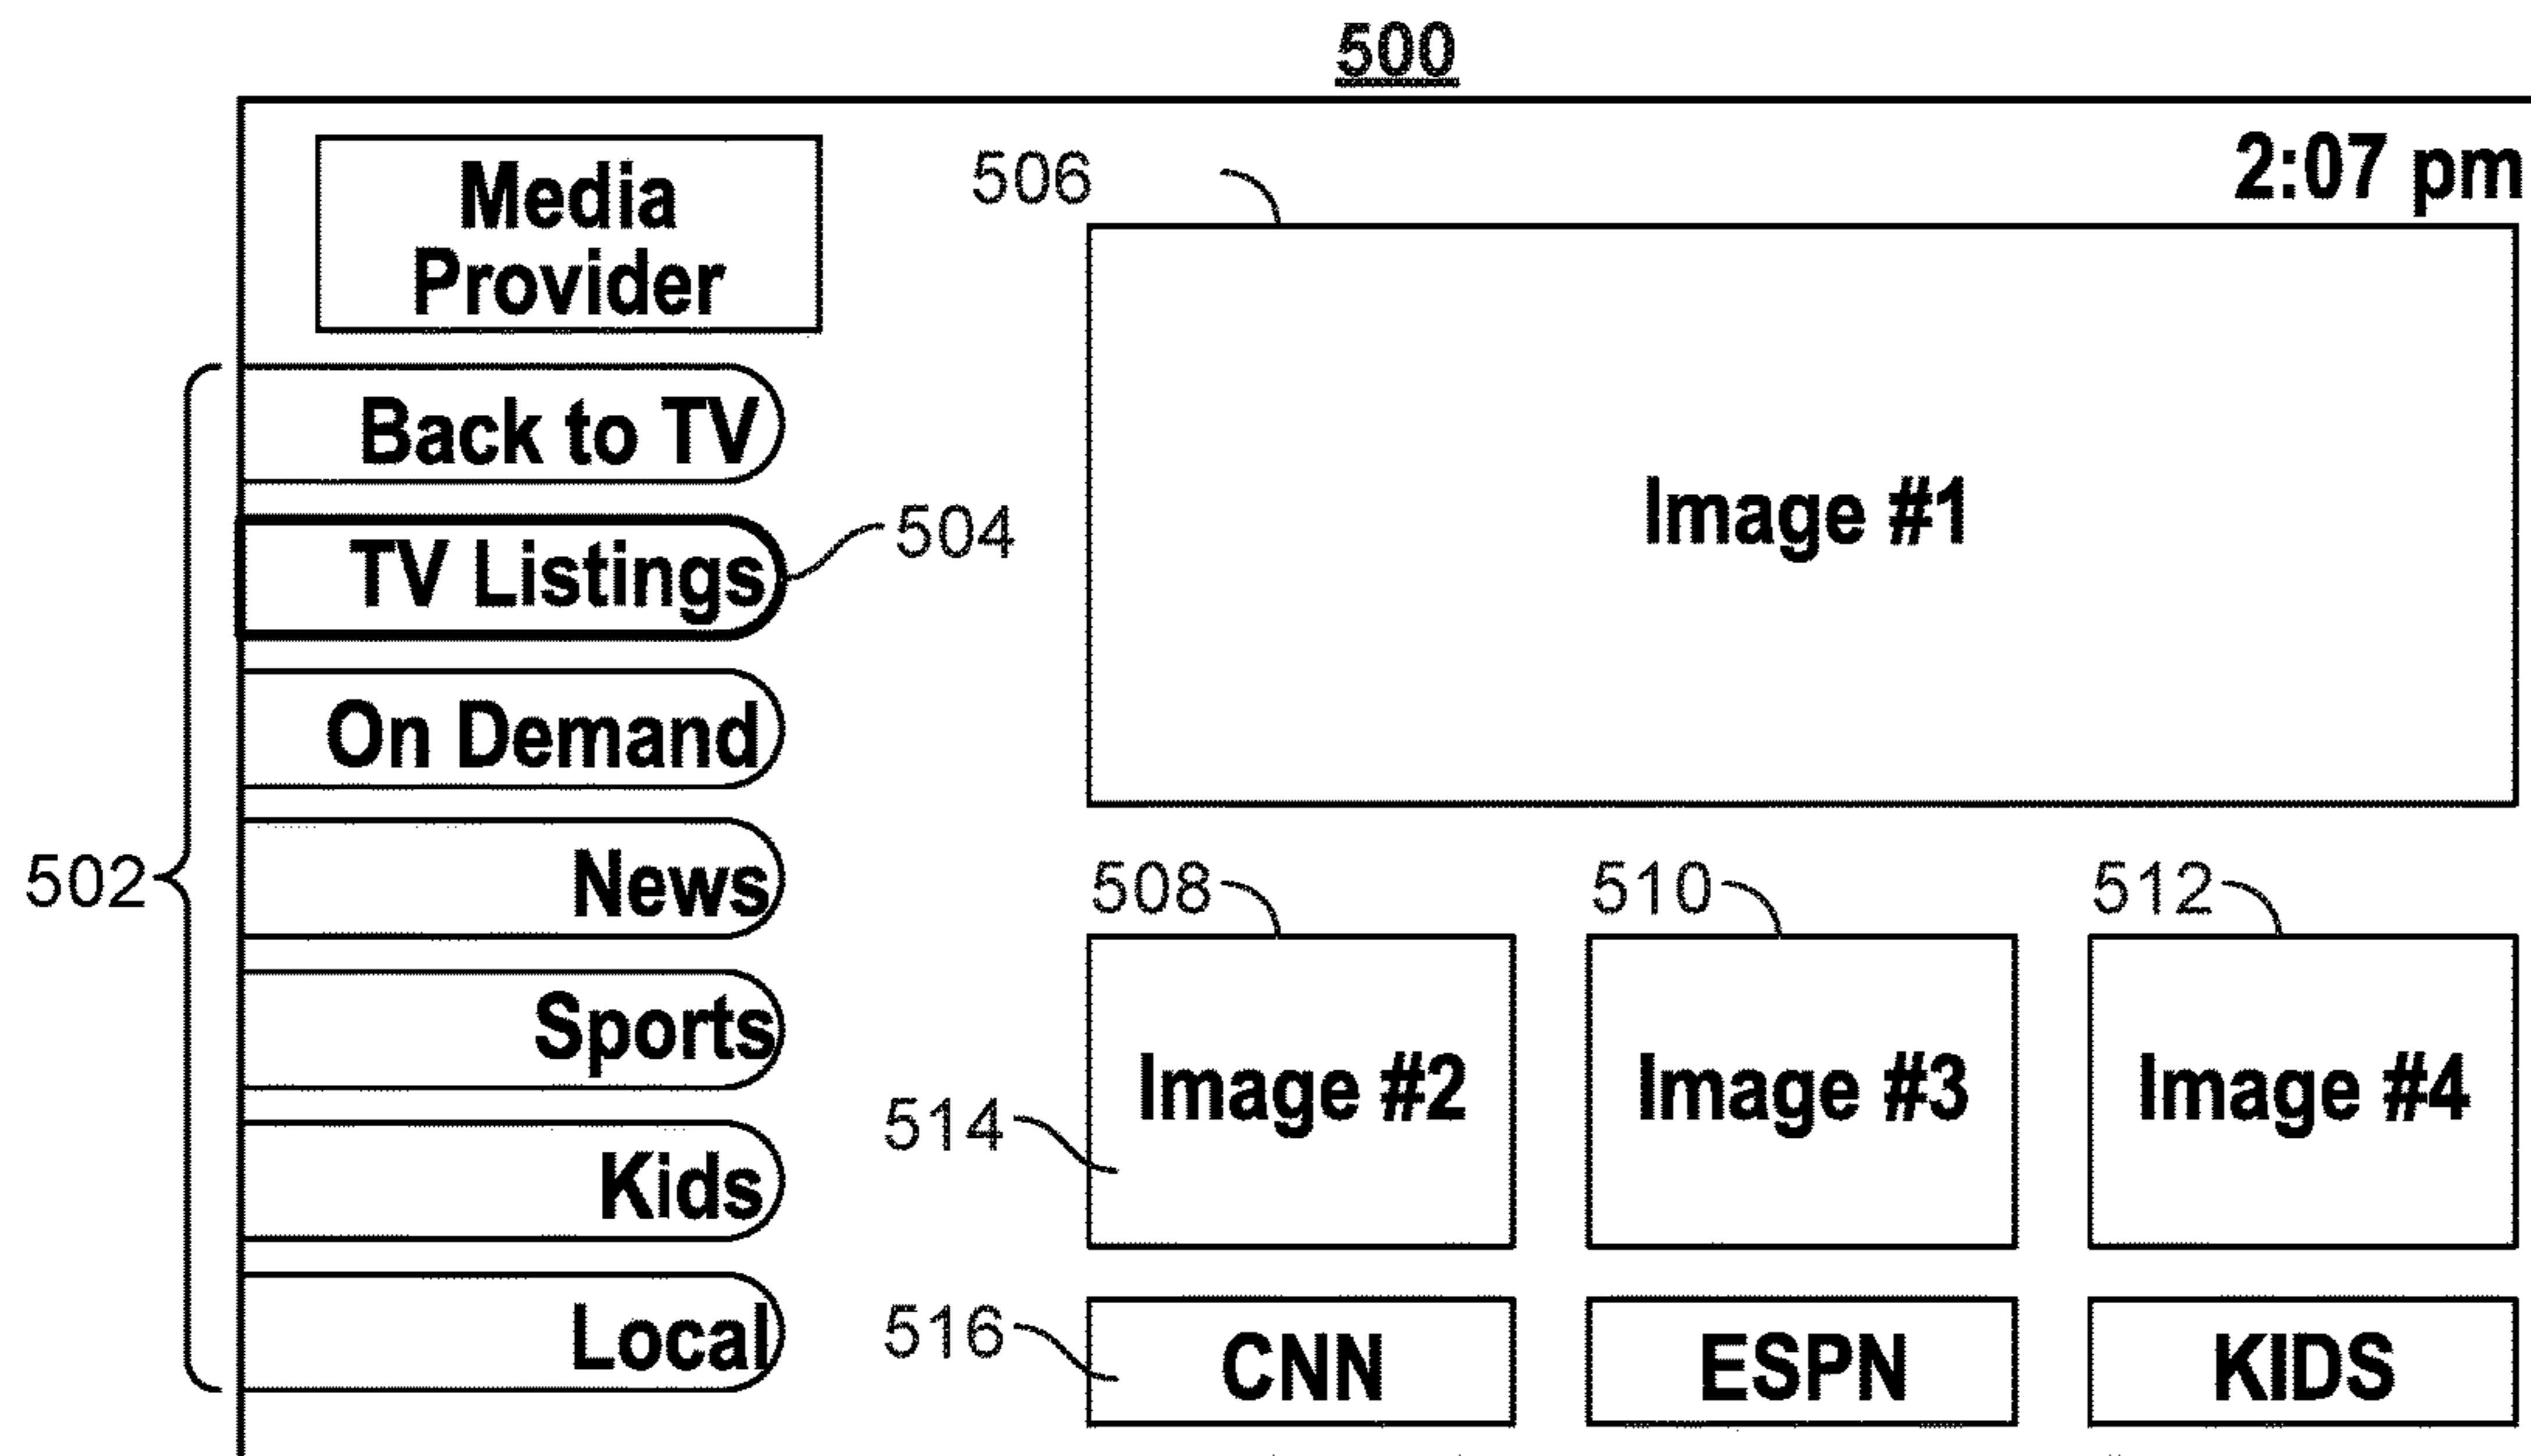 500
2:07 pm
Media
Provider
506
Back to TV
Image #1
TV Listings
504
On Demand
502
News
508
510
512
Sports
Image #2
Image #3
Image #4
514
Kids
Local
516
CNN
ESPN
KIDS